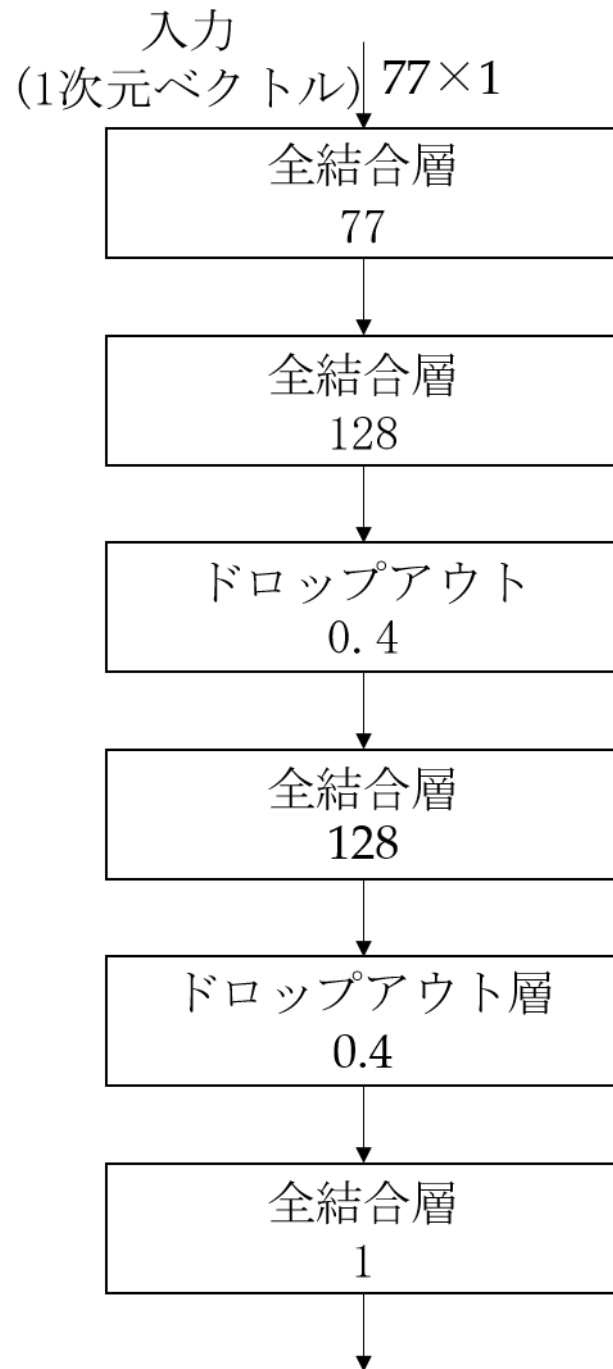 入力
(1次元ベクトル) 77×1
全結合層
77
全結合層
128
ドロップアウト
0.4
全結合層
128
ドロップアウト層
0.4
全結合層
1